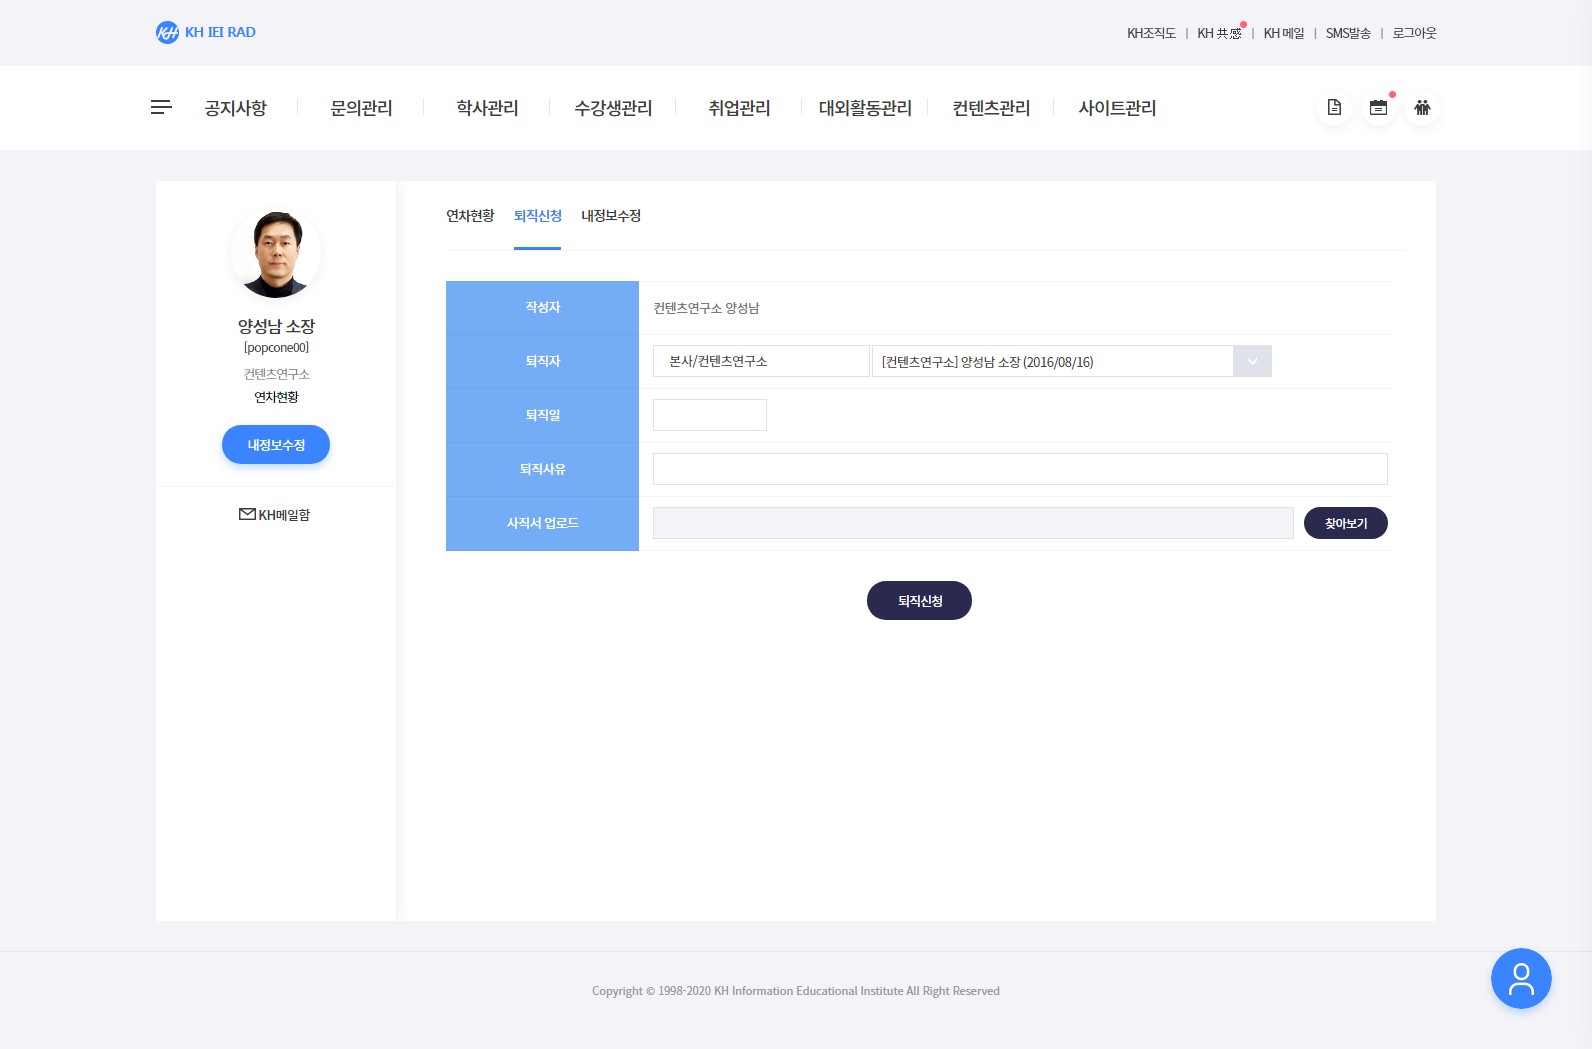 KH IEI RAD
KH조직도 | KH 共感 | KH 메일 | SMS발송 | 로그아웃
공지사항 문의관리 학사관리 수강생관리 취업관리 대외활동관리 컨텐츠관리 사이트관리
양성남 소장
[popcone00]
컨텐츠연구소
연차현황
내정보수정
KH메일함
연차현황 퇴직신청 내정보수정
작성자 컨텐츠연구소 양성남
퇴직자 본사/컨텐츠연구소 [컨텐츠연구소] 양성남 소장 (2016/08/16)
퇴직일
퇴직사유
사직서 업로드 찾아보기
퇴직신청
Copyright © 1998-2020 KH Information Educational Institute All Right Reserved